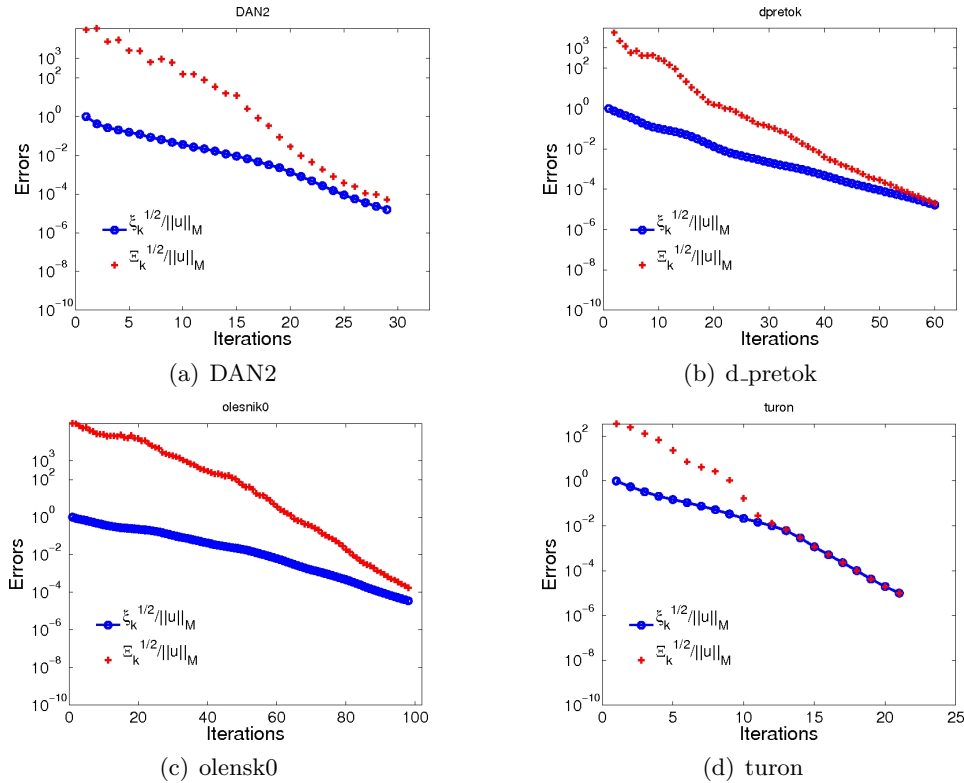 DAN2
10^3
10^2
10^0
10^-2
10^-4
10^-6
10^-8
10^-10
Errors
ξ_k^1/2/||u||_M
Ξ_k^1/2/||u||_M
0 5 10 15 20 25 30
Iterations
(a) DAN2
dpretok
10^3
10^2
10^0
10^-2
10^-4
10^-6
10^-8
10^-10
Errors
ξ_k^1/2/||u||_M
Ξ_k^1/2/||u||_M
0 10 20 30 40 50 60
Iterations
(b) d_pretok
olesnik0
10^3
10^2
10^0
10^-2
10^-4
10^-6
10^-8
10^-10
Errors
ξ_k^1/2/||u||_M
Ξ_k^1/2/||u||_M
0 20 40 60 80 100
Iterations
(c) olensk0
turon
10^2
10^0
10^-2
10^-4
10^-6
10^-8
10^-10
Errors
ξ_k^1/2/||u||_M
Ξ_k^1/2/||u||_M
0 5 10 15 20 25
Iterations
(d) turon